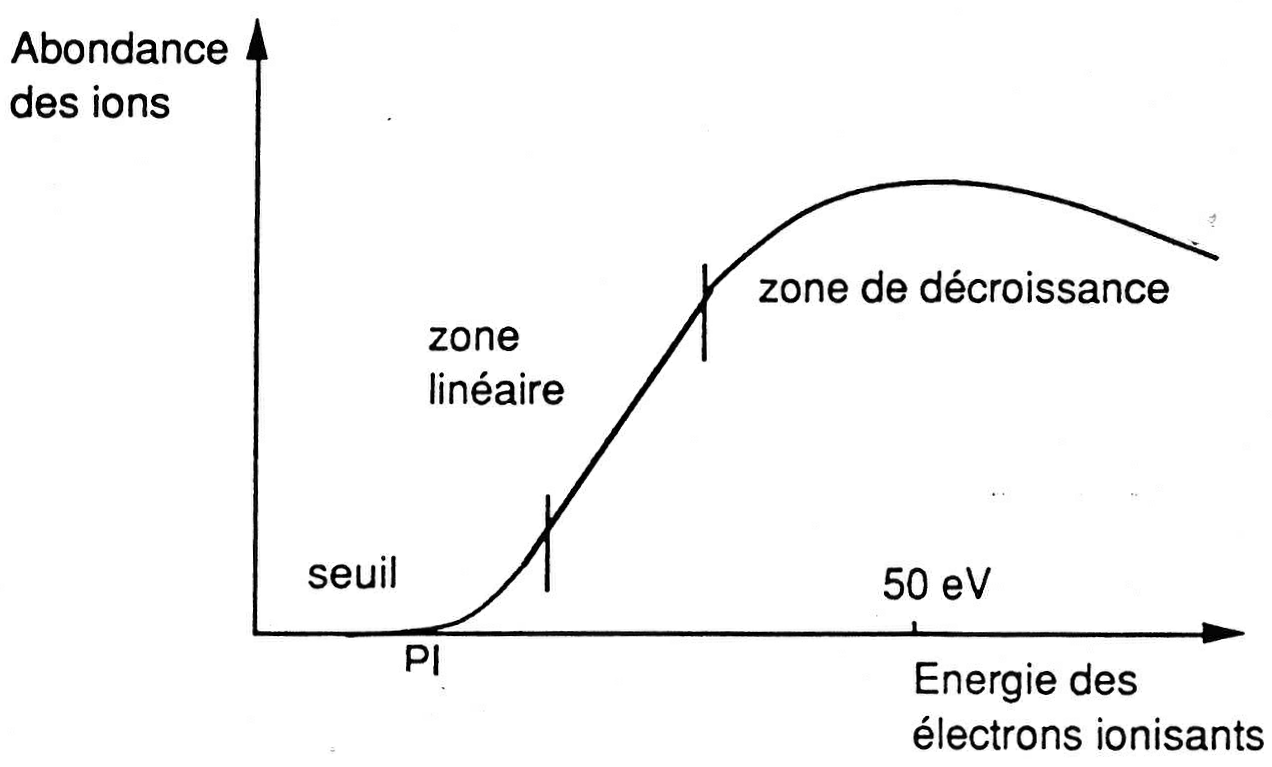 Abondance
des ions
zone de décroissance
zone
linéaire
seuil
50 eV
PI
Energie des
électrons ionisants